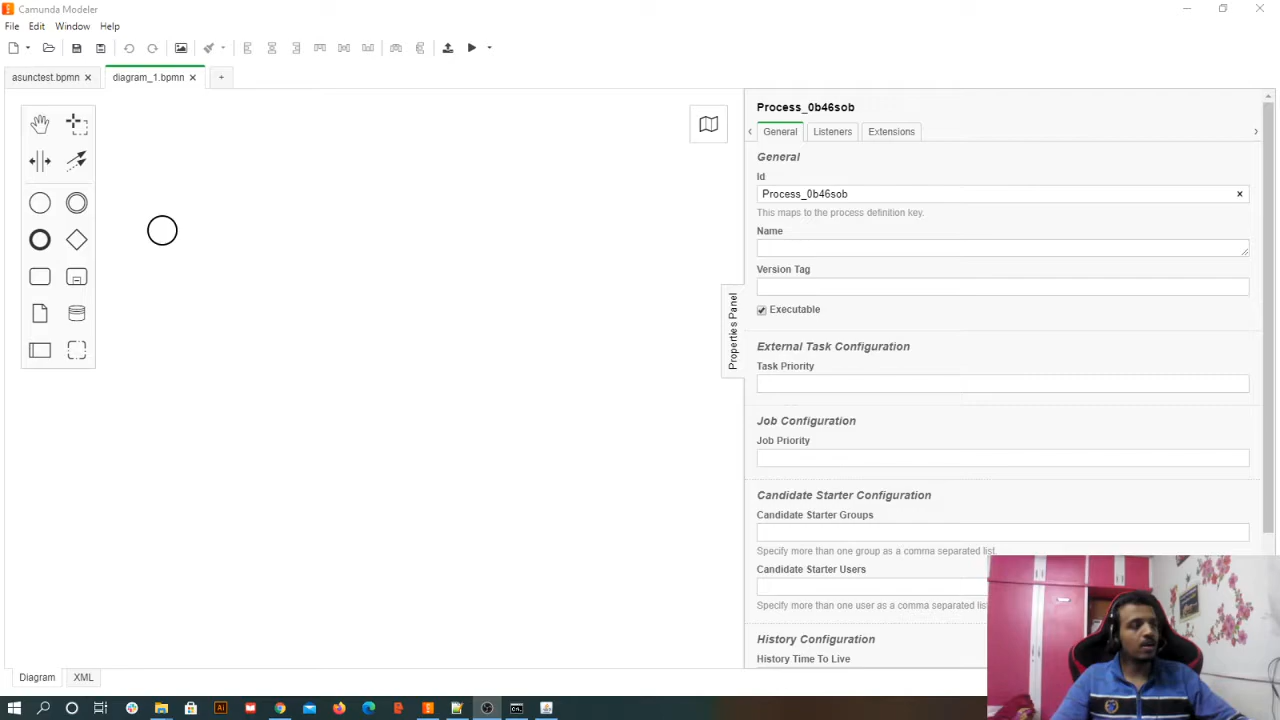 Camunda Modeler
File Edit Window Help
asunctest.bpmn
diagram_1.bpmn
+
Process_0b46sob
General Listeners Extensions
General
Id
Process_0b46sob
This maps to the process definition key.
Name
Version Tag
Executable
Properties Panel
External Task Configuration
Task Priority
Job Configuration
Job Priority
Candidate Starter Configuration
Candidate Starter Groups
Specify more than one group as a comma separated list.
Candidate Starter Users
Specify more than one user as a comma separated list
History Configuration
History Time To Live
Diagram XML